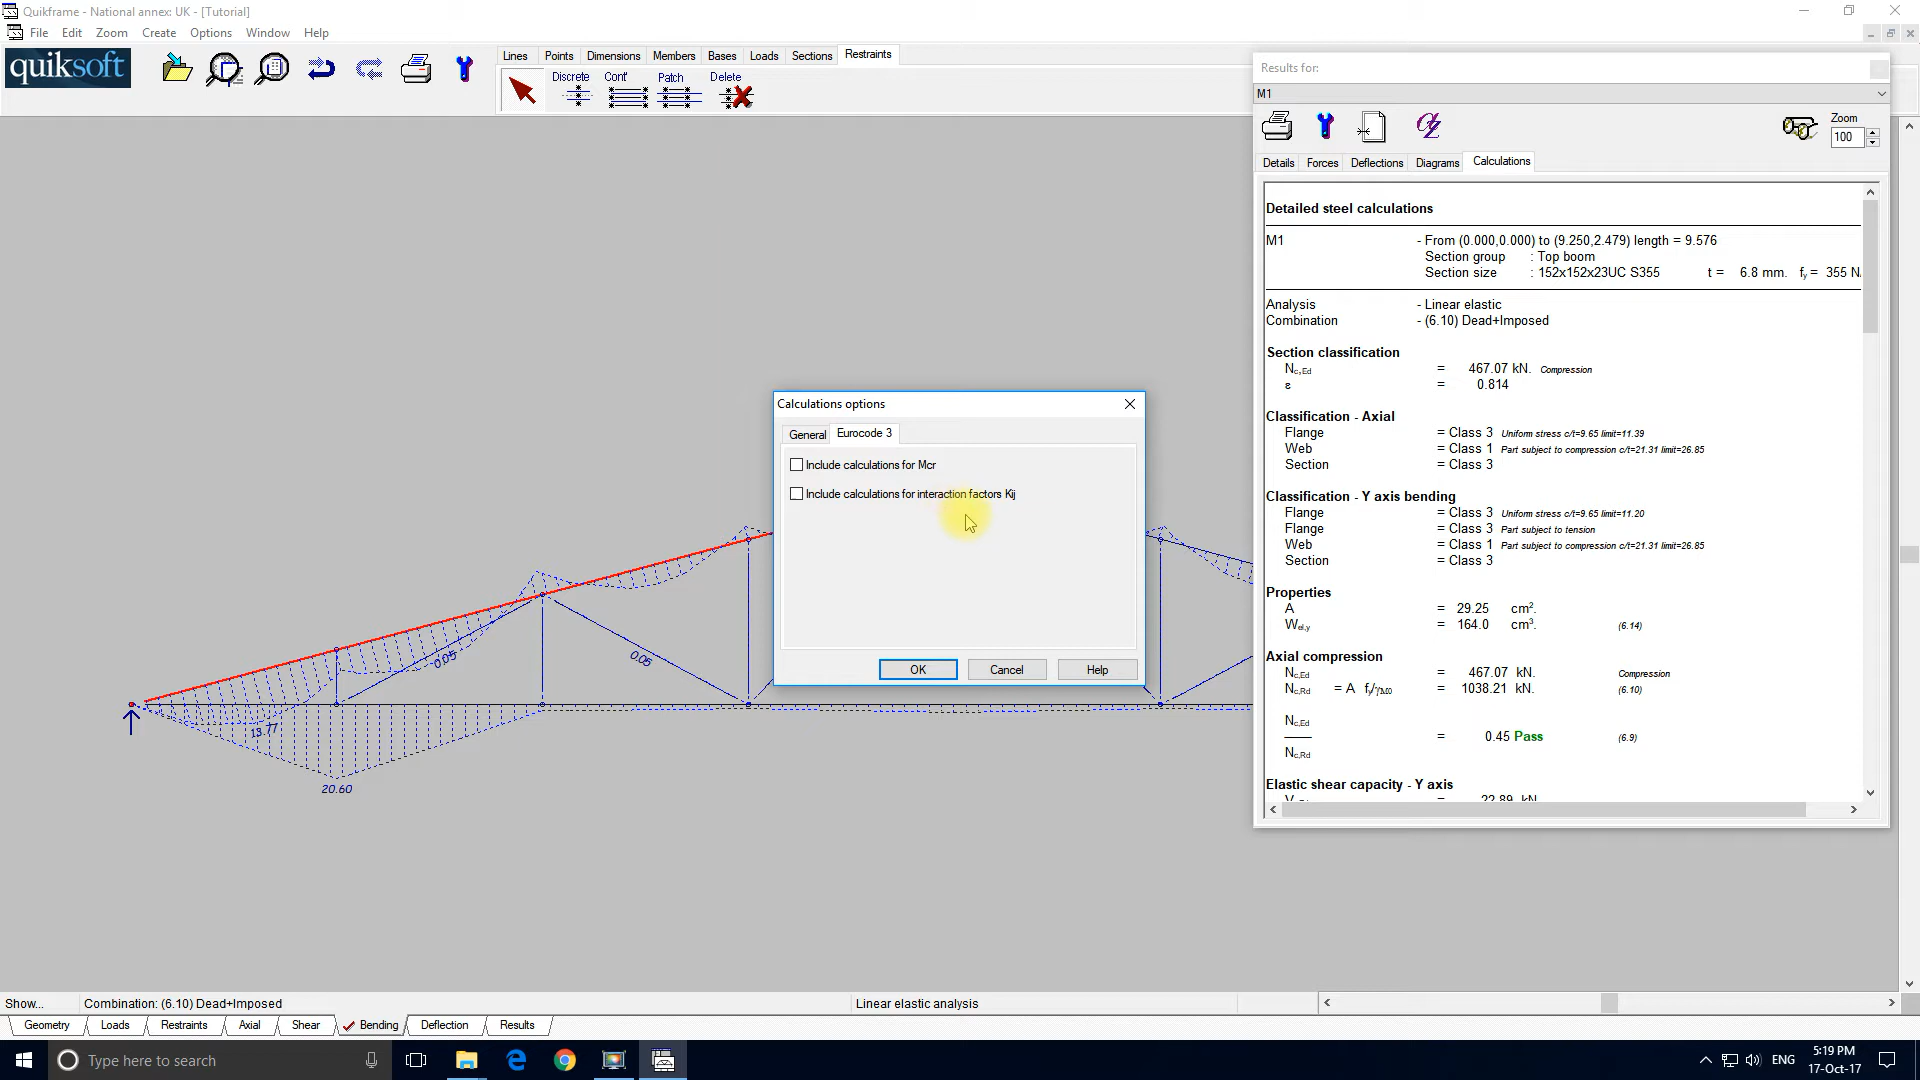 Quikframe - National annex: UK - [Tutorial]
File Edit Zoom Create Options Window Help
quiksoft
Lines Points Dimensions Members Bases Loads Sections Restraints
Discrete Conf' Patch Delete
Results for:
M1
Zoom
100
Details Forces Deflections Diagrams Calculations
Detailed steel calculations
M1 - From (0.000,0.000) to (9.250,2.479) length = 9.576
Section group : Top boom
Section size : 152x152x23UC S355 t = 6.8 mm. fy = 355 N
Analysis - Linear elastic
Combination - (6.10) Dead+Imposed
Section classification
Nc,Ed = 467.07 kN. Compression
ε = 0.814
Classification - Axial
Flange = Class 3 Uniform stress c/t=9.65 limit=11.39
Web = Class 1 Part subject to compression c/t=21.31 limit=26.85
Section = Class 3
Classification - Y axis bending
Flange = Class 3 Uniform stress c/t=9.65 limit=11.20
Flange = Class 3 Part subject to tension
Web = Class 1 Part subject to compression c/t=21.31 limit=26.85
Section = Class 3
Properties
A = 29.25 cm².
Wel,y = 164.0 cm³. (6.14)
Axial compression
Nc,Ed = 467.07 kN. Compression
Nc,Rd = A fy/γM0 = 1038.21 kN. (6.10)
Nc,Ed
= 0.45 Pass (6.9)
Nc,Rd
Elastic shear capacity - Y axis
= 22.89 kN
Calculations options
General Eurocode 3
Include calculations for Mcr
Include calculations for interaction factors Kij
OK Cancel Help
0.05
0.05
13.77
20.60
Show... Combination: (6.10) Dead+Imposed Linear elastic analysis
Geometry Loads Restraints Axial Shear Bending Deflection Results
Type here to search
ENG
5:19 PM
17-Oct-17